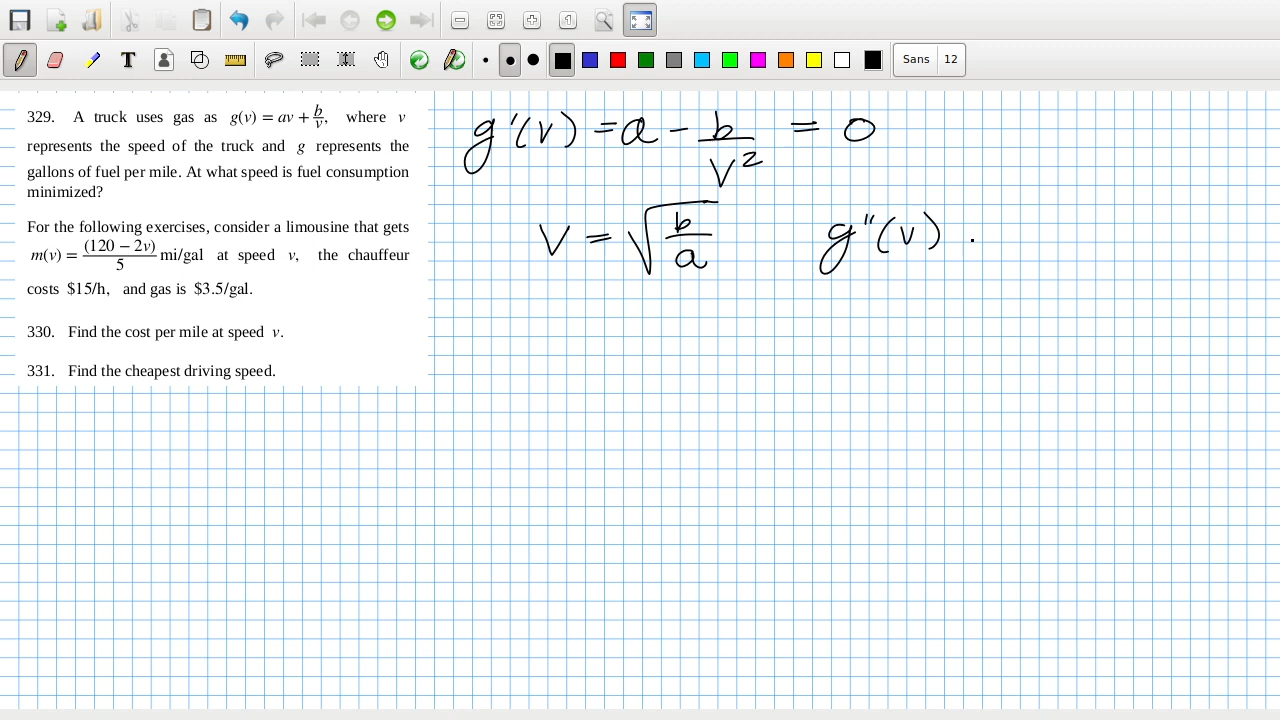 Sans 12
329. A truck uses gas as g(v) = av + b/v, where v
represents the speed of the truck and g represents the
gallons of fuel per mile. At what speed is fuel consumption
minimized?
For the following exercises, consider a limousine that gets
m(v) = (120 − 2v)/5 mi/gal at speed v, the chauffeur
costs $15/h, and gas is $3.5/gal.
330. Find the cost per mile at speed v.
331. Find the cheapest driving speed.
g'(v) = a − b/v² = 0
v = √(b/a) g''(v) .